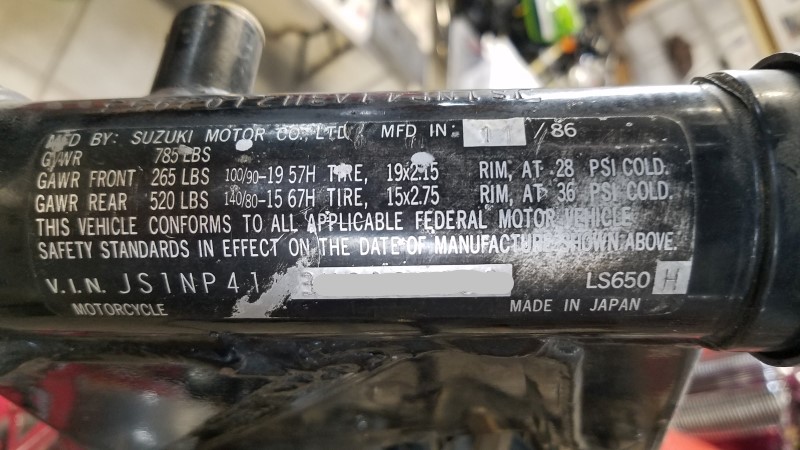 MFD BY: SUZUKI MOTOR CO., LTD. MFD IN: 11 /86
GVWR 785 LBS
GAWR FRONT 265 LBS 100/90-19 57H TIRE, 19x2.15 RIM, AT 28 PSI COLD.
GAWR REAR 520 LBS 140/80-15 67H TIRE, 15x2.75 RIM, AT 36 PSI COLD.
THIS VEHICLE CONFORMS TO ALL APPLICABLE FEDERAL MOTOR VEHICLE
SAFETY STANDARDS IN EFFECT ON THE DATE OF MANUFACTURE SHOWN ABOVE.
V.I.N. JS1NP41 LS650 H
MOTORCYCLE MADE IN JAPAN